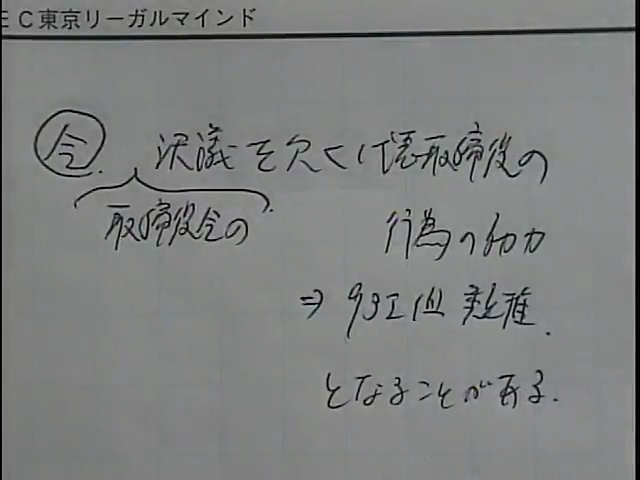 ＥＣ東京リーガルマインド
会. 決議を欠く代表取締役の
取締役会の
行為の効力
⇒ 93Ⅰ但 類推.
となることがある.